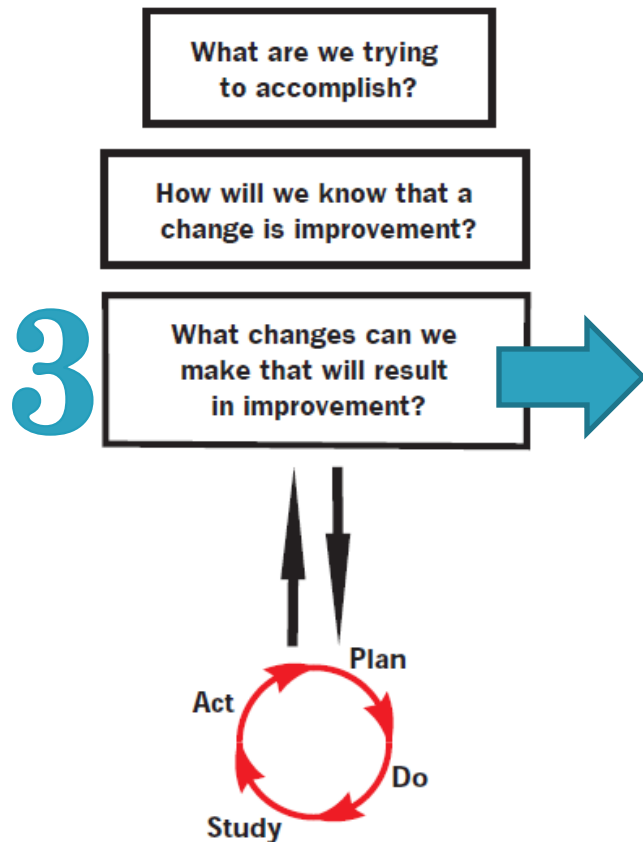 What are we trying
to accomplish?
How will we know that a
change is improvement?
3
What changes can we
make that will result
in improvement?
Plan
Act
Do
Study